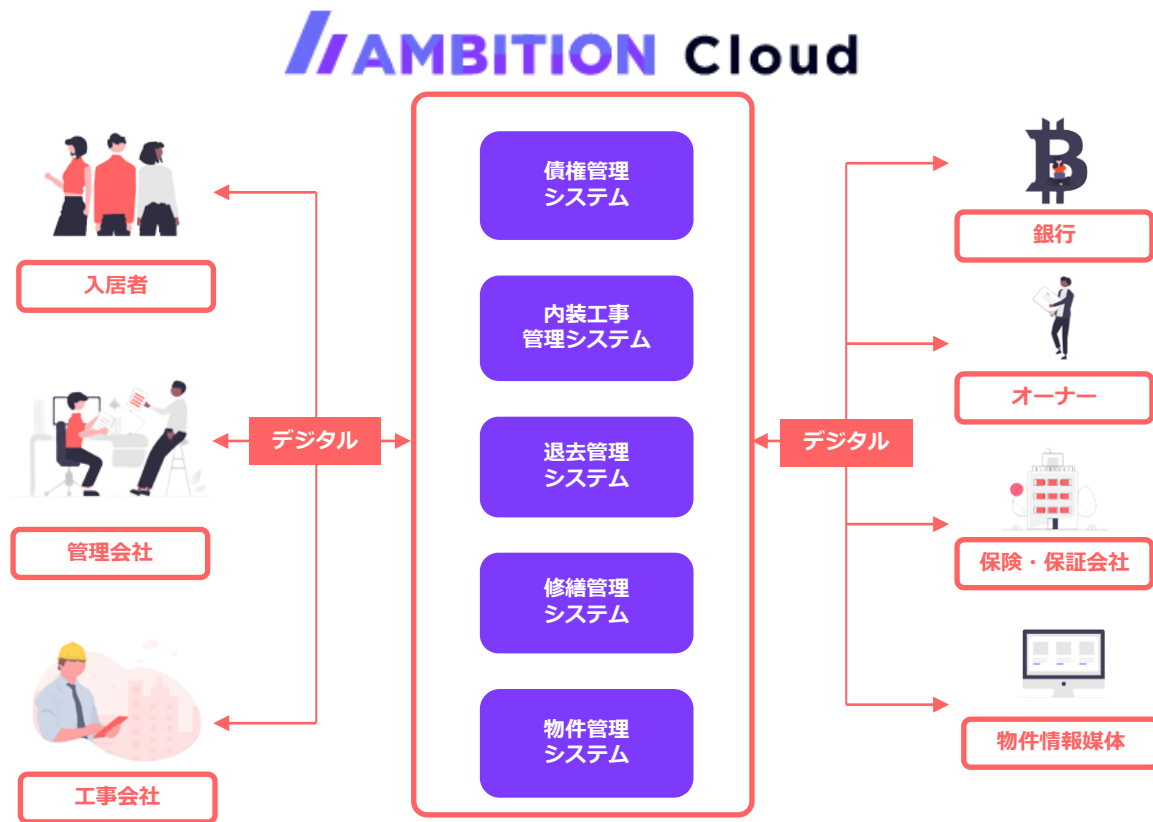 AMBITION Cloud
債権管理
システム
内装工事
管理システム
退去管理
システム
修繕管理
システム
物件管理
システム
入居者
管理会社
工事会社
デジタル
デジタル
銀行
オーナー
保険・保証会社
物件情報媒体